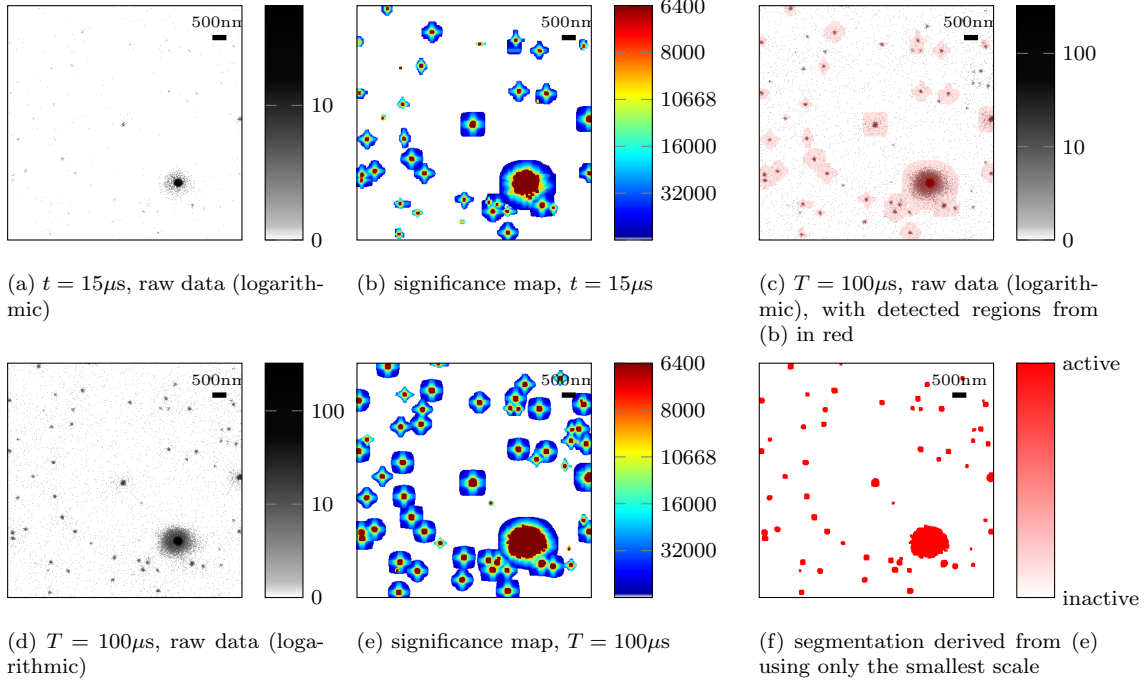 500nm
10
0
(a) t = 15μs, raw data (logarith-
mic)
500nm
6400
8000
10668
16000
32000
(b) significance map, t = 15μs
500nm
100
10
0
(c) T = 100μs, raw data (logarith-
mic), with detected regions from
(b) in red
500nm
100
10
0
(d) T = 100μs, raw data (loga-
rithmic)
500nm
6400
8000
10668
16000
32000
(e) significance map, T = 100μs
500nm
active
inactive
(f) segmentation derived from (e)
using only the smallest scale